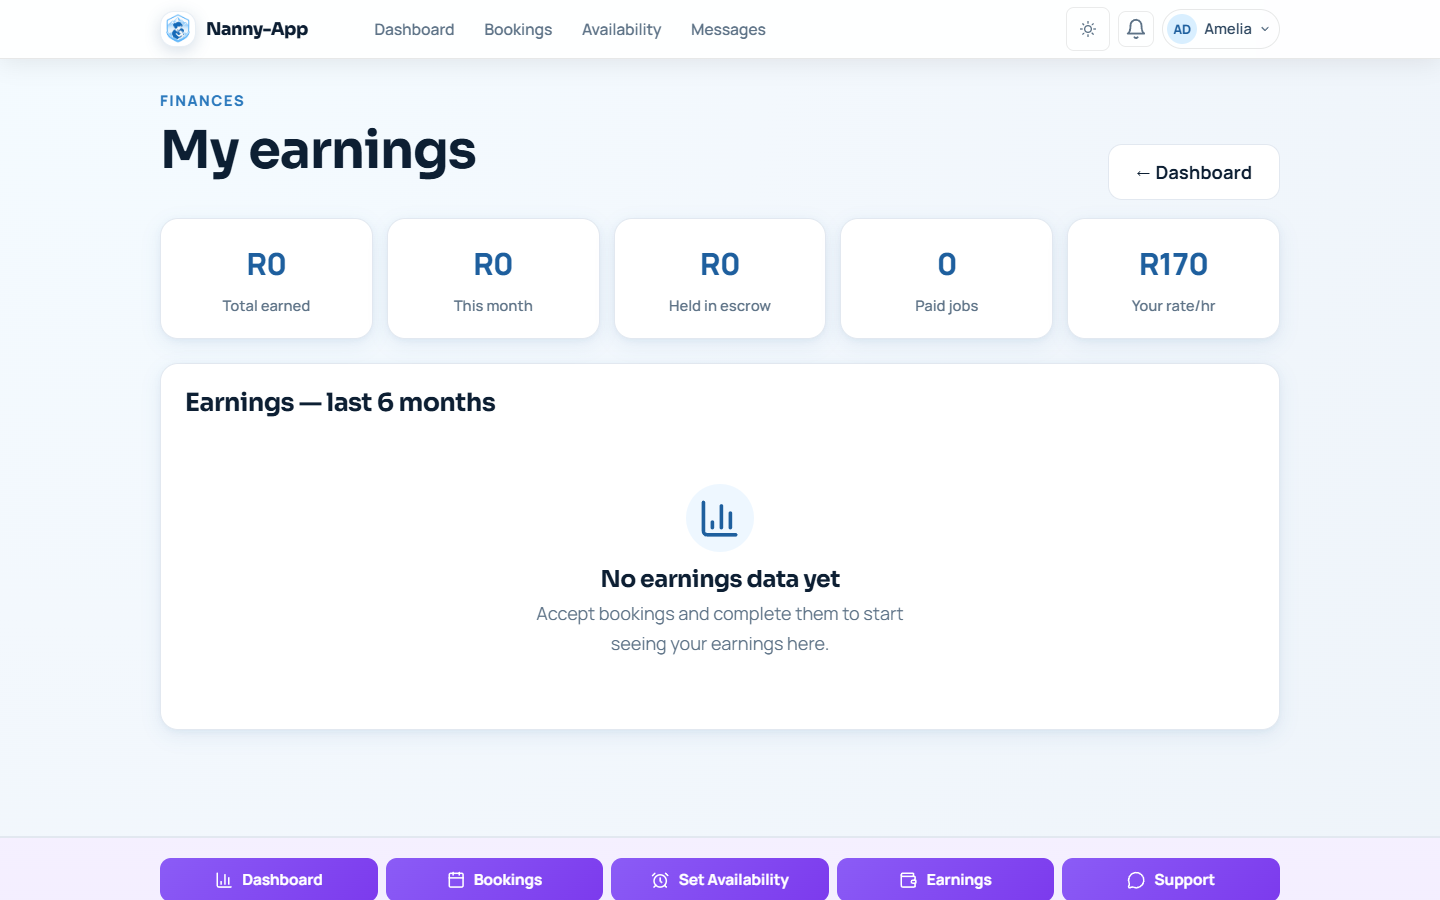 Nanny-App
Dashboard
Bookings
Availability
Messages
AD
Amelia
FINANCES
My earnings
← Dashboard
R0
Total earned
R0
This month
R0
Held in escrow
0
Paid jobs
R170
Your rate/hr
Earnings — last 6 months
No earnings data yet
Accept bookings and complete them to start
seeing your earnings here.
Dashboard
Bookings
Set Availability
Earnings
Support